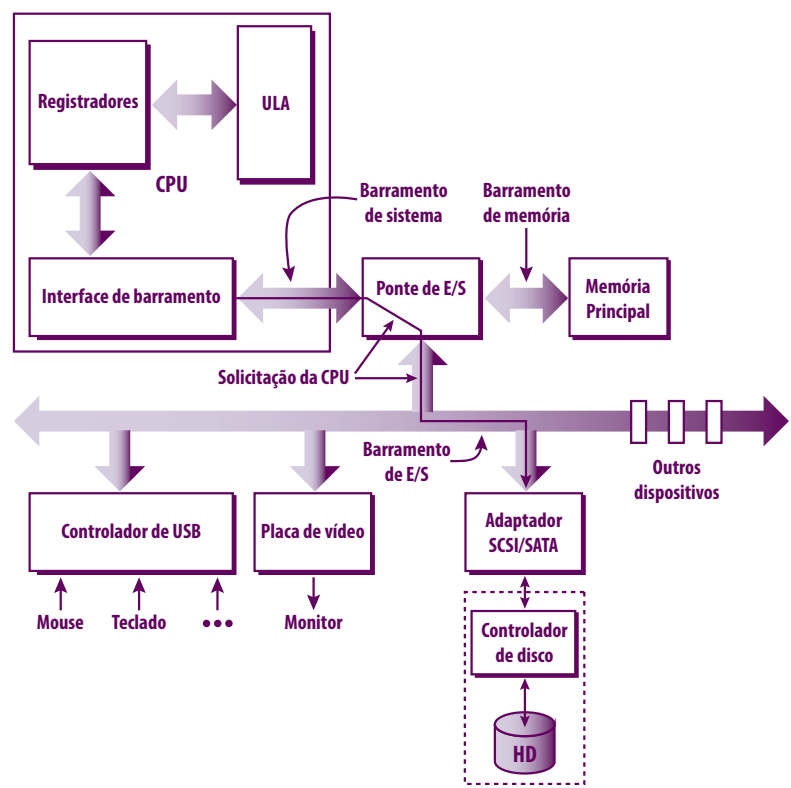 Registradores
ULA
CPU
Barramento
de sistema
Barramento
de memória
Interface de barramento
Ponte de E/S
Memória
Principal
Solicitação da CPU
Barramento
de E/S
Outros
dispositivos
Controlador de USB
Placa de vídeo
Adaptador
SCSI/SATA
Mouse
Teclado
•••
Monitor
Controlador
de disco
HD